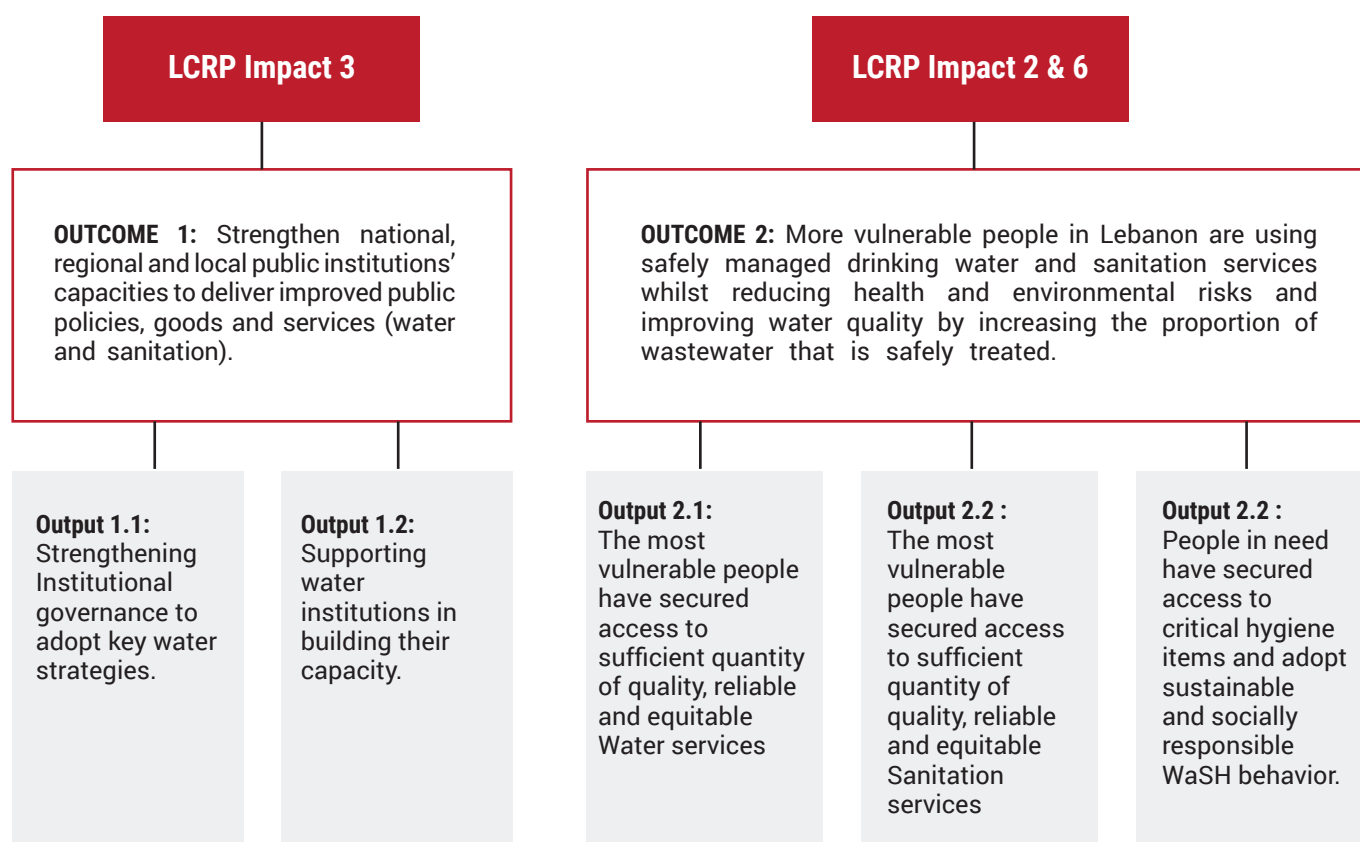 LCRP Impact 3
OUTCOME 1: Strengthen national,
regional and local public institutions’
capacities to deliver improved public
policies, goods and services (water
and sanitation).
Output 1.1:
Strengthening
Institutional
governance to
adopt key water
strategies.
Output 1.2:
Supporting
water
institutions in
building their
capacity.
LCRP Impact 2 & 6
OUTCOME 2: More vulnerable people in Lebanon are using
safely managed drinking water and sanitation services
whilst reducing health and environmental risks and
improving water quality by increasing the proportion of
wastewater that is safely treated.
Output 2.1:
The most
vulnerable people
have secured
access to
sufficient quantity
of quality, reliable
and equitable
Water services
Output 2.2 :
The most
vulnerable
people have
secured access
to sufficient
quantity of
quality, reliable
and equitable
Sanitation
services
Output 2.2 :
People in need
have secured
access to
critical hygiene
items and adopt
sustainable
and socially
responsible
WaSH behavior.